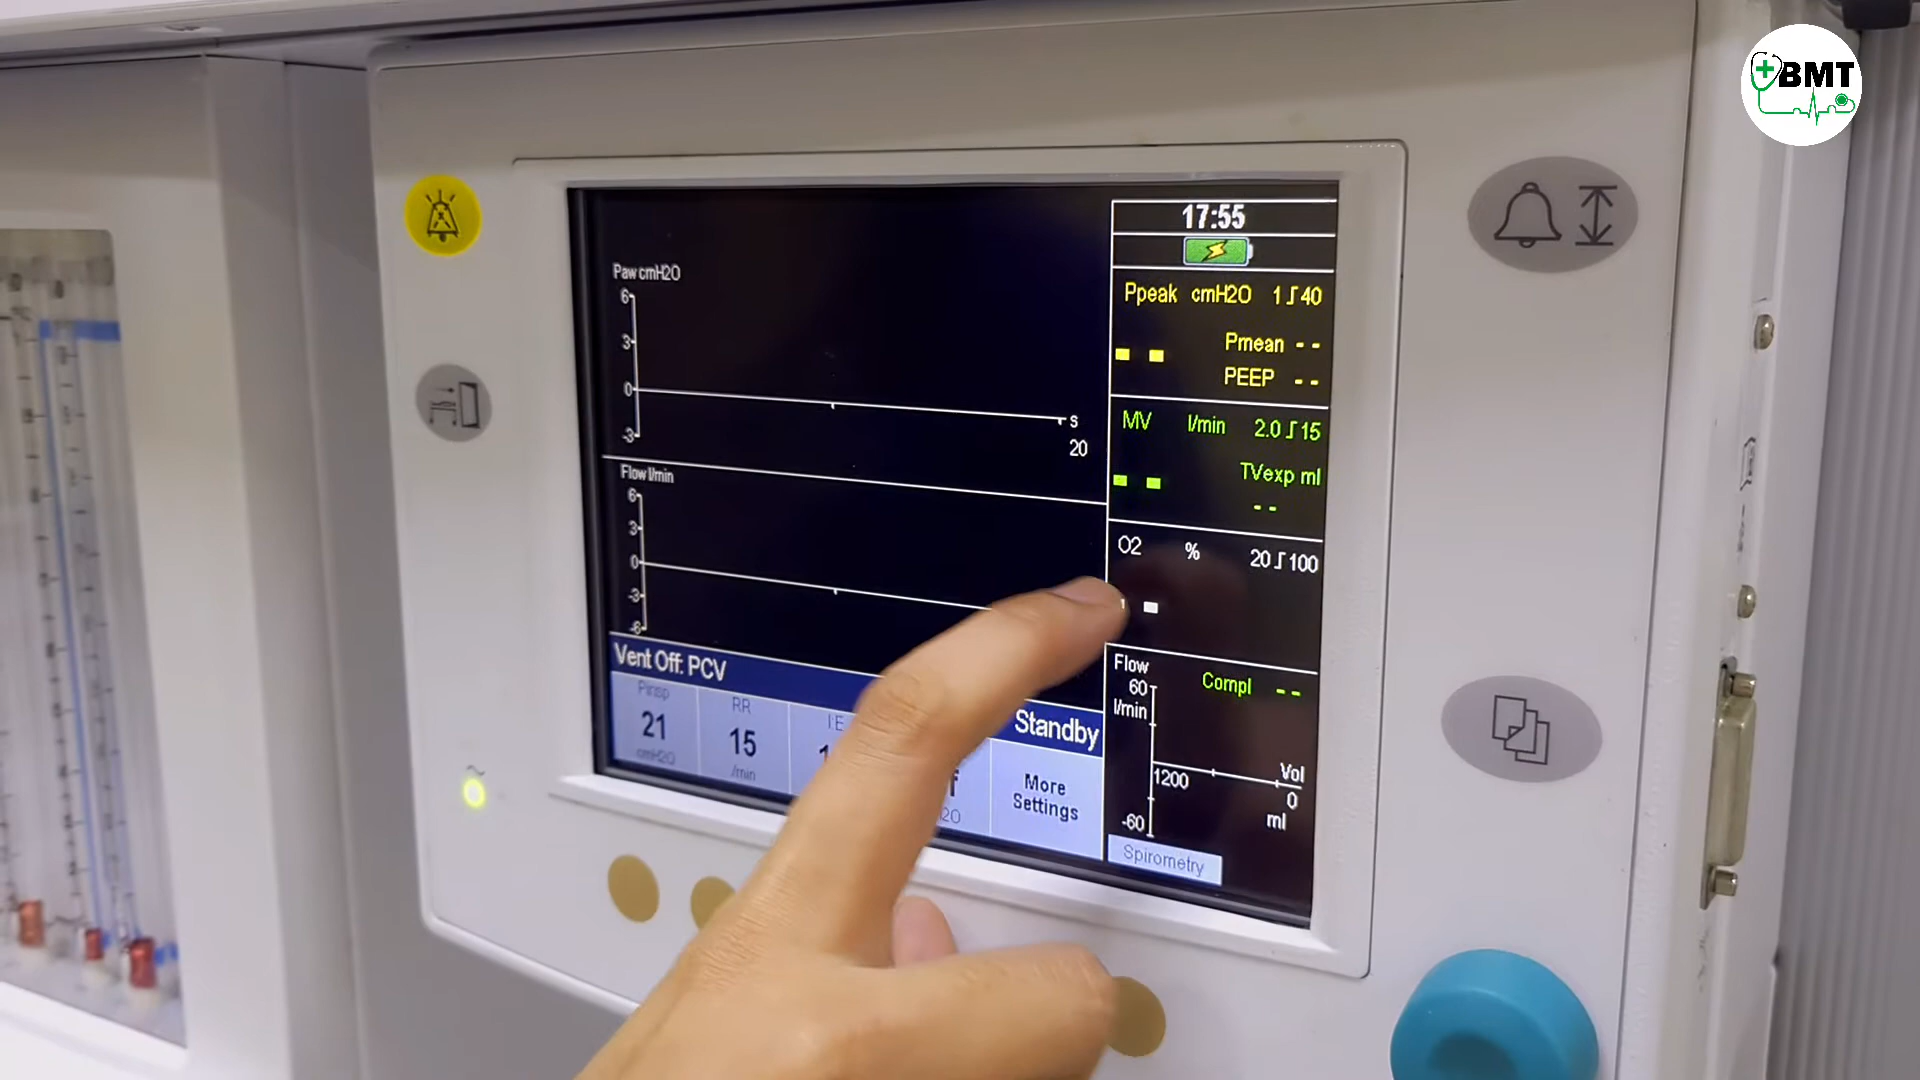 BMT
17:55
Paw cmH2O
6
3
0
-3
s
20
Flow l/min
6
3
0
-3
-6
Vent Off: PCV
Standby
Pinsp
21
cmH2O
RR
15
/min
I:E
More
Settings
Ppeak cmH2O 1 40
Pmean - -
PEEP - -
MV l/min 2.0 15
TVexp ml
- -
O2 % 20 100
Flow
60
l/min
Compl - -
1200
Vol
0
ml
-60
Spirometry